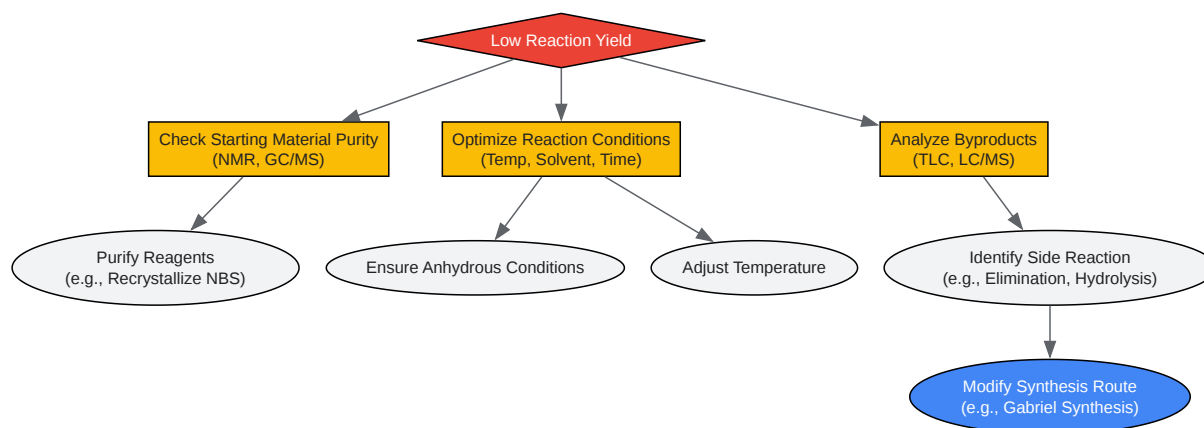 Low Reaction Yield
Check Starting Material Purity
(NMR, GC/MS)
Optimize Reaction Conditions
(Temp, Solvent, Time)
Analyze Byproducts
(TLC, LC/MS)
Purify Reagents
(e.g., Recrystallize NBS)
Ensure Anhydrous Conditions
Adjust Temperature
Identify Side Reaction
(e.g., Elimination, Hydrolysis)
Modify Synthesis Route
(e.g., Gabriel Synthesis)